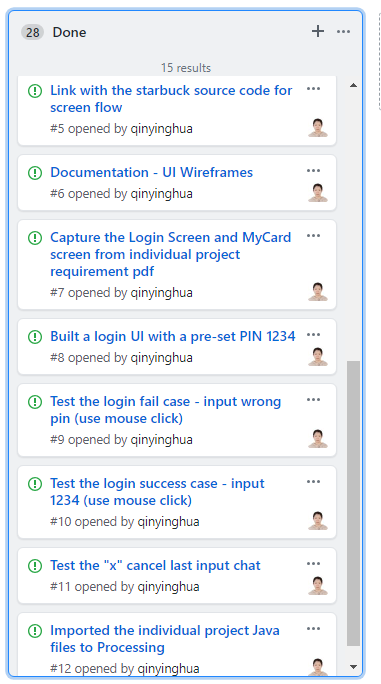 28 Done
15 results
Link with the starbuck source code for
screen flow
#5 opened by qinyinghua
Documentation - UI Wireframes
#6 opened by qinyinghua
Capture the Login Screen and MyCard
screen from individual project
requirement pdf
#7 opened by qinyinghua
Built a login UI with a pre-set PIN 1234
#8 opened by qinyinghua
Test the login fail case - input wrong
pin (use mouse click)
#9 opened by qinyinghua
Test the login success case - input
1234 (use mouse click)
#10 opened by qinyinghua
Test the "x" cancel last input chat
#11 opened by qinyinghua
Imported the individual project Java
files to Processing
#12 opened by qinyinghua